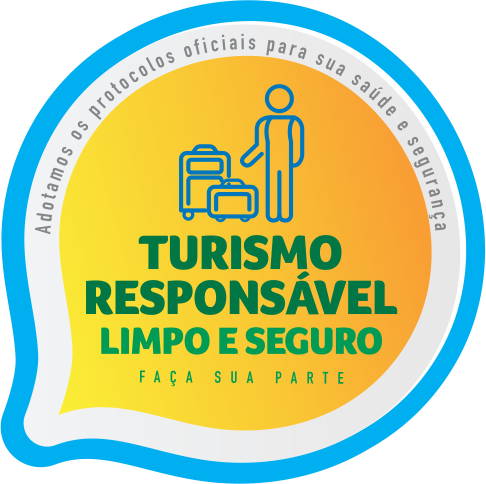 Adotamos os protocolos oficiais para sua saúde e segurança
TURISMO
RESPONSÁVEL
LIMPO E SEGURO
FAÇA SUA PARTE